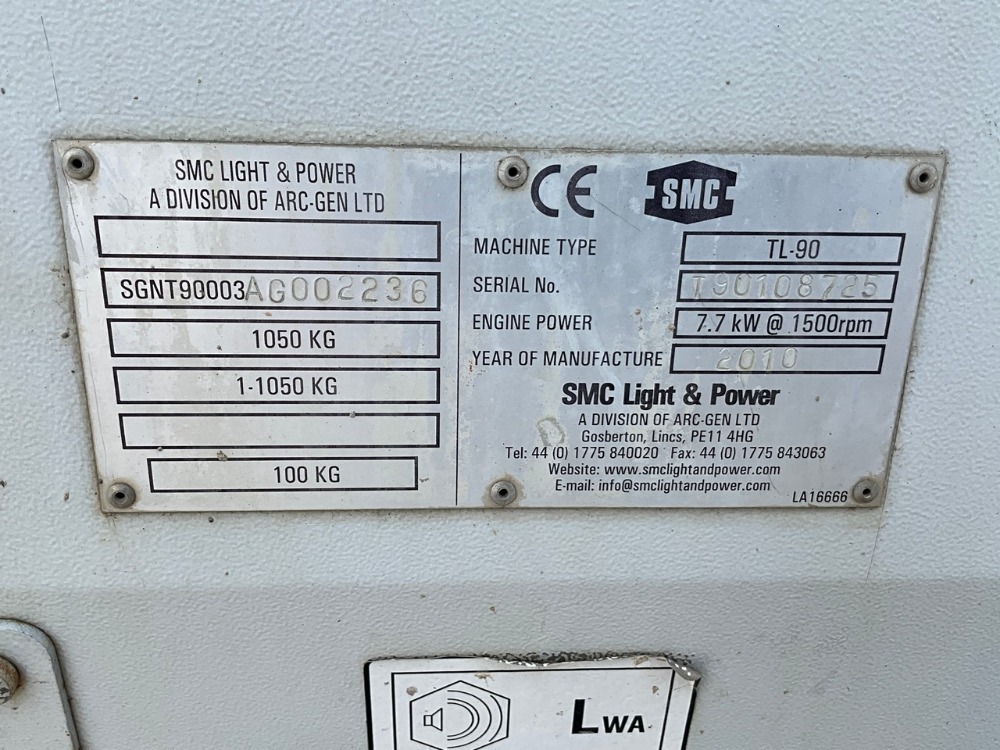 SMC LIGHT & POWER
A DIVISION OF ARC-GEN LTD
SGNT90003AG002236
1050 KG
1-1050 KG
100 KG
CE
SMC
MACHINE TYPE TL-90
SERIAL No. T90108725
ENGINE POWER 7.7 kW @ 1500rpm
YEAR OF MANUFACTURE 2010
SMC Light & Power
A DIVISION OF ARC-GEN LTD
Gosberton, Lincs, PE11 4HG
Tel: 44 (0) 1775 840020 Fax: 44 (0) 1775 843063
Website: www.smclightandpower.com
E-mail: info@smclightandpower.com
LA16666
LWA